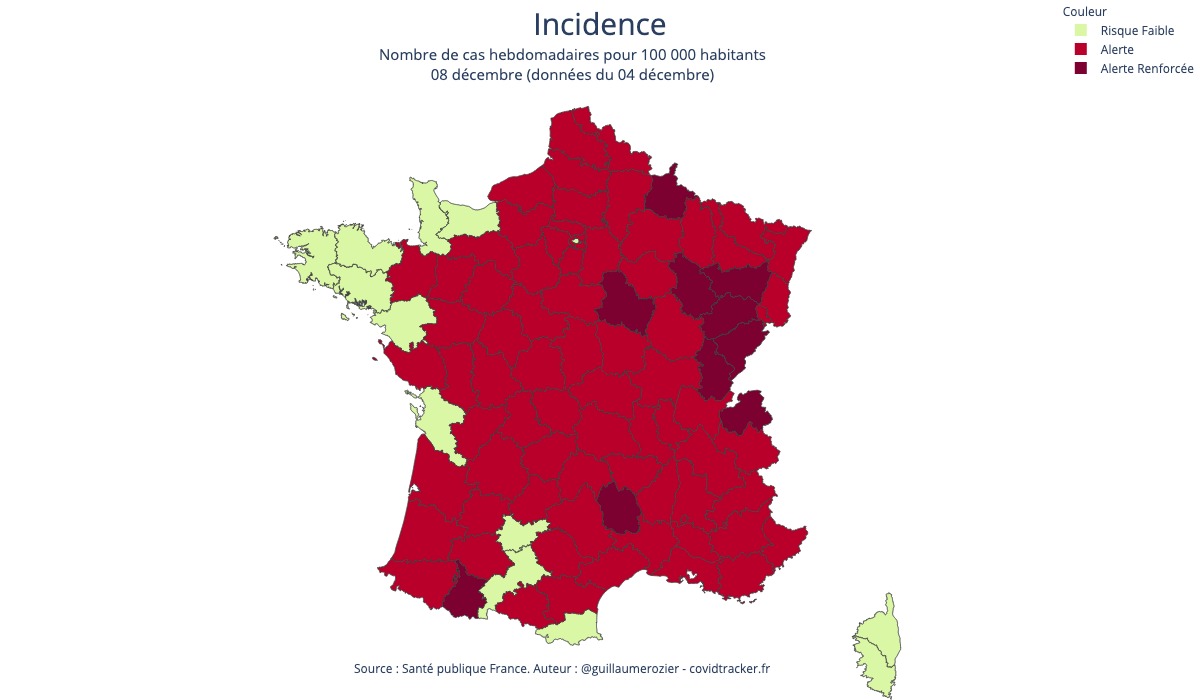 Incidence
Nombre de cas hebdomadaires pour 100 000 habitants
08 décembre (données du 04 décembre)
Couleur
Risque Faible
Alerte
Alerte Renforcée
Source : Santé publique France. Auteur : @guillaumerozier - covidtracker.fr